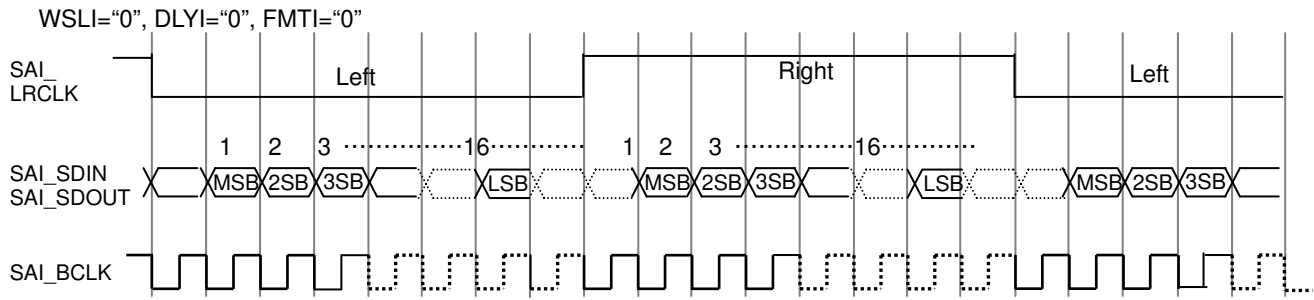 WSLI=“0”, DLYI=“0”, FMTI=“0”
SAI_
LRCLK
Left
Right
Left
1 2 3 ··········16··········· 1 2 3 ··········16···········
SAI_SDIN
SAI_SDOUT
MSB 2SB 3SB LSB MSB 2SB 3SB LSB MSB 2SB 3SB
SAI_BCLK